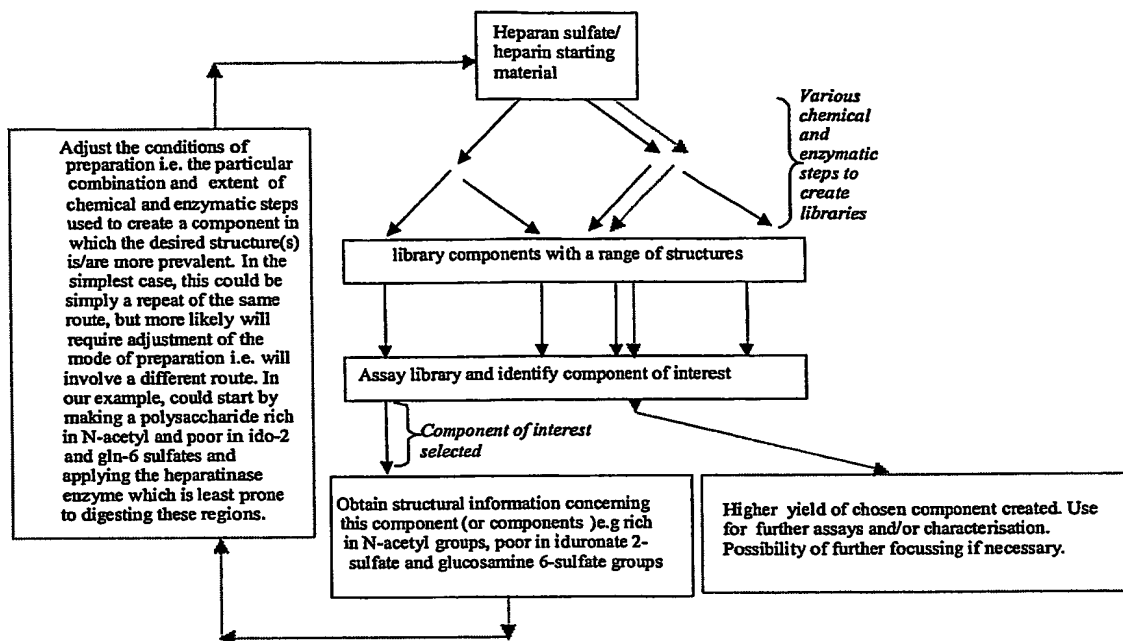 Heparan sulfate/
heparin starting
material
Various
chemical
and
enzymatic
steps to
create
libraries
Adjust the conditions of
preparation i.e. the particular
combination and extent of
chemical and enzymatic steps
used to create a component in
which the desired structure(s)
is/are more prevalent. In the
simplest case, this could be
simply a repeat of the same
route, but more likely will
require adjustment of the
mode of preparation i.e. will
involve a different route. In
our example, could start by
making a polysaccharide rich
in N-acetyl and poor in ido-2
and gln-6 sulfates and
applying the heparatinase
enzyme which is least prone
to digesting these regions.
library components with a range of structures
Assay library and identify component of interest
Component of interest
selected
Obtain structural information concerning
this component (or components )e.g rich
in N-acetyl groups, poor in iduronate 2-
sulfate and glucosamine 6-sulfate groups
Higher yield of chosen component created. Use
for further assays and/or characterisation.
Possibility of further focussing if necessary.